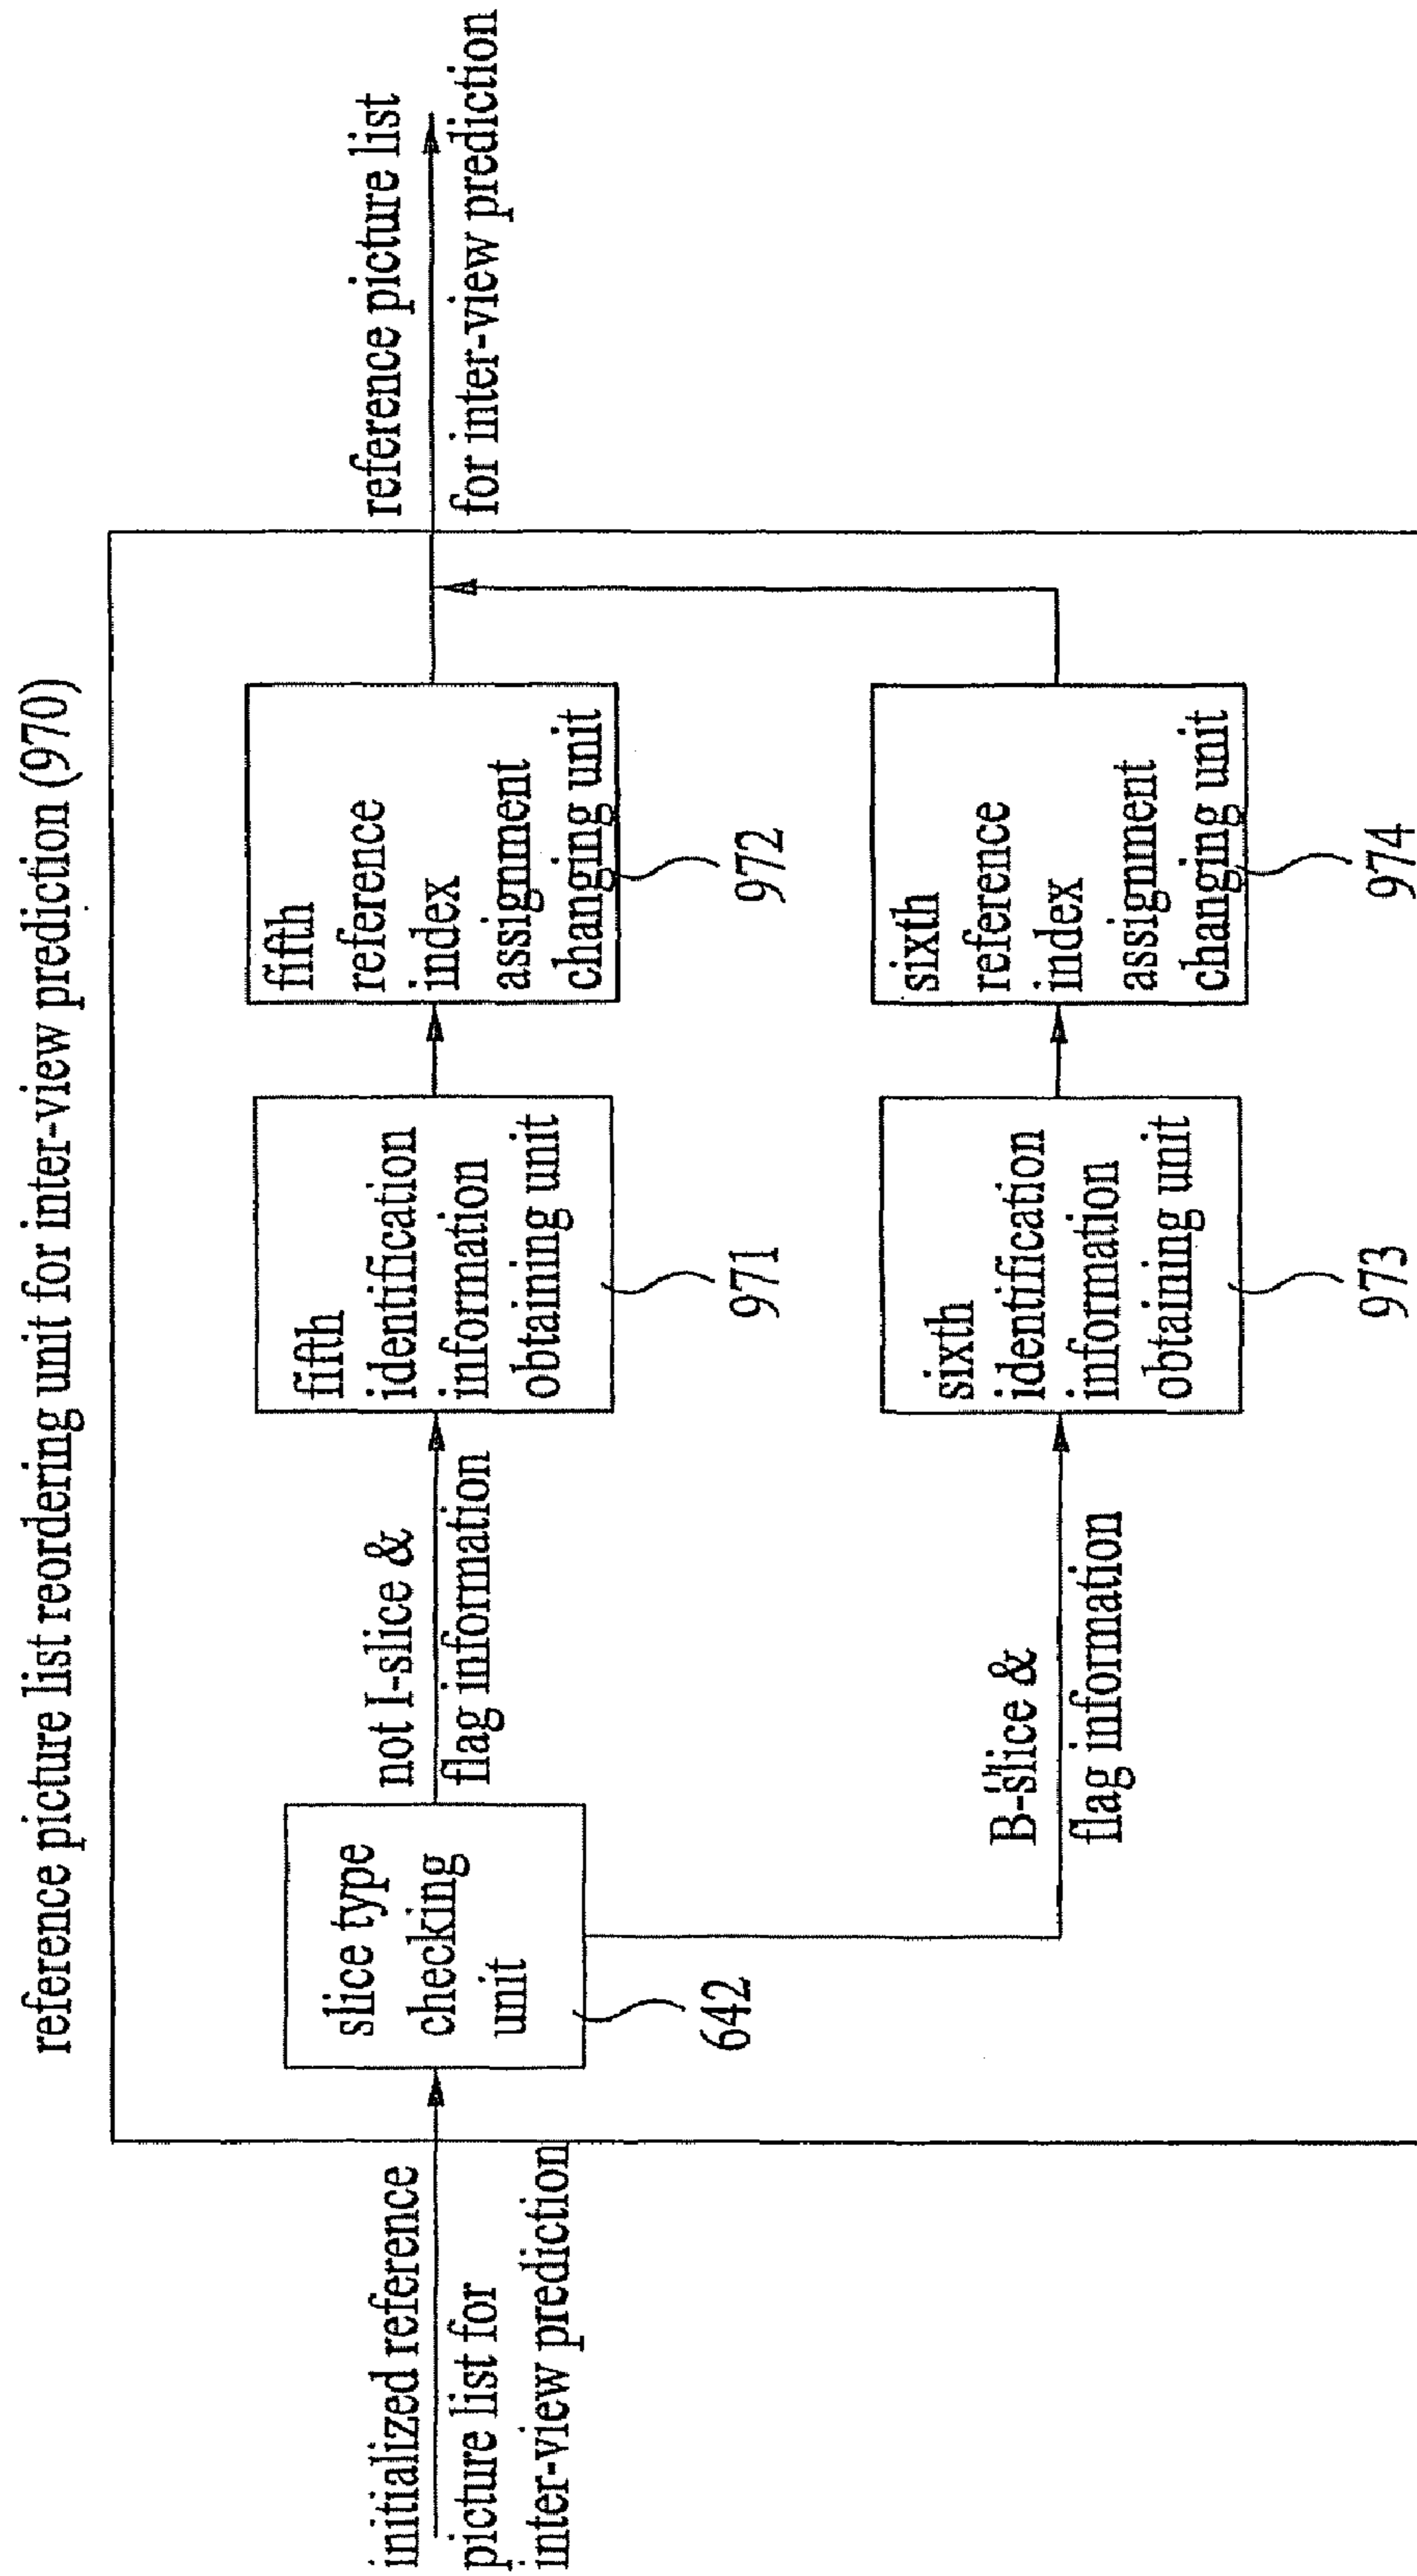 reference picture list reordering unit for inter-view prediction (970)
initialized reference
picture list for
inter-view prediction
slice type
checking
unit
642
not I-slice &
flag information
fifth
identification
information
obtaining unit
971
fifth
reference
index
assignment
changing unit
972
reference picture list
for inter-view prediction
B-slice &
flag information
sixth
identification
information
obtaining unit
973
sixth
reference
index
assignment
changing unit
974